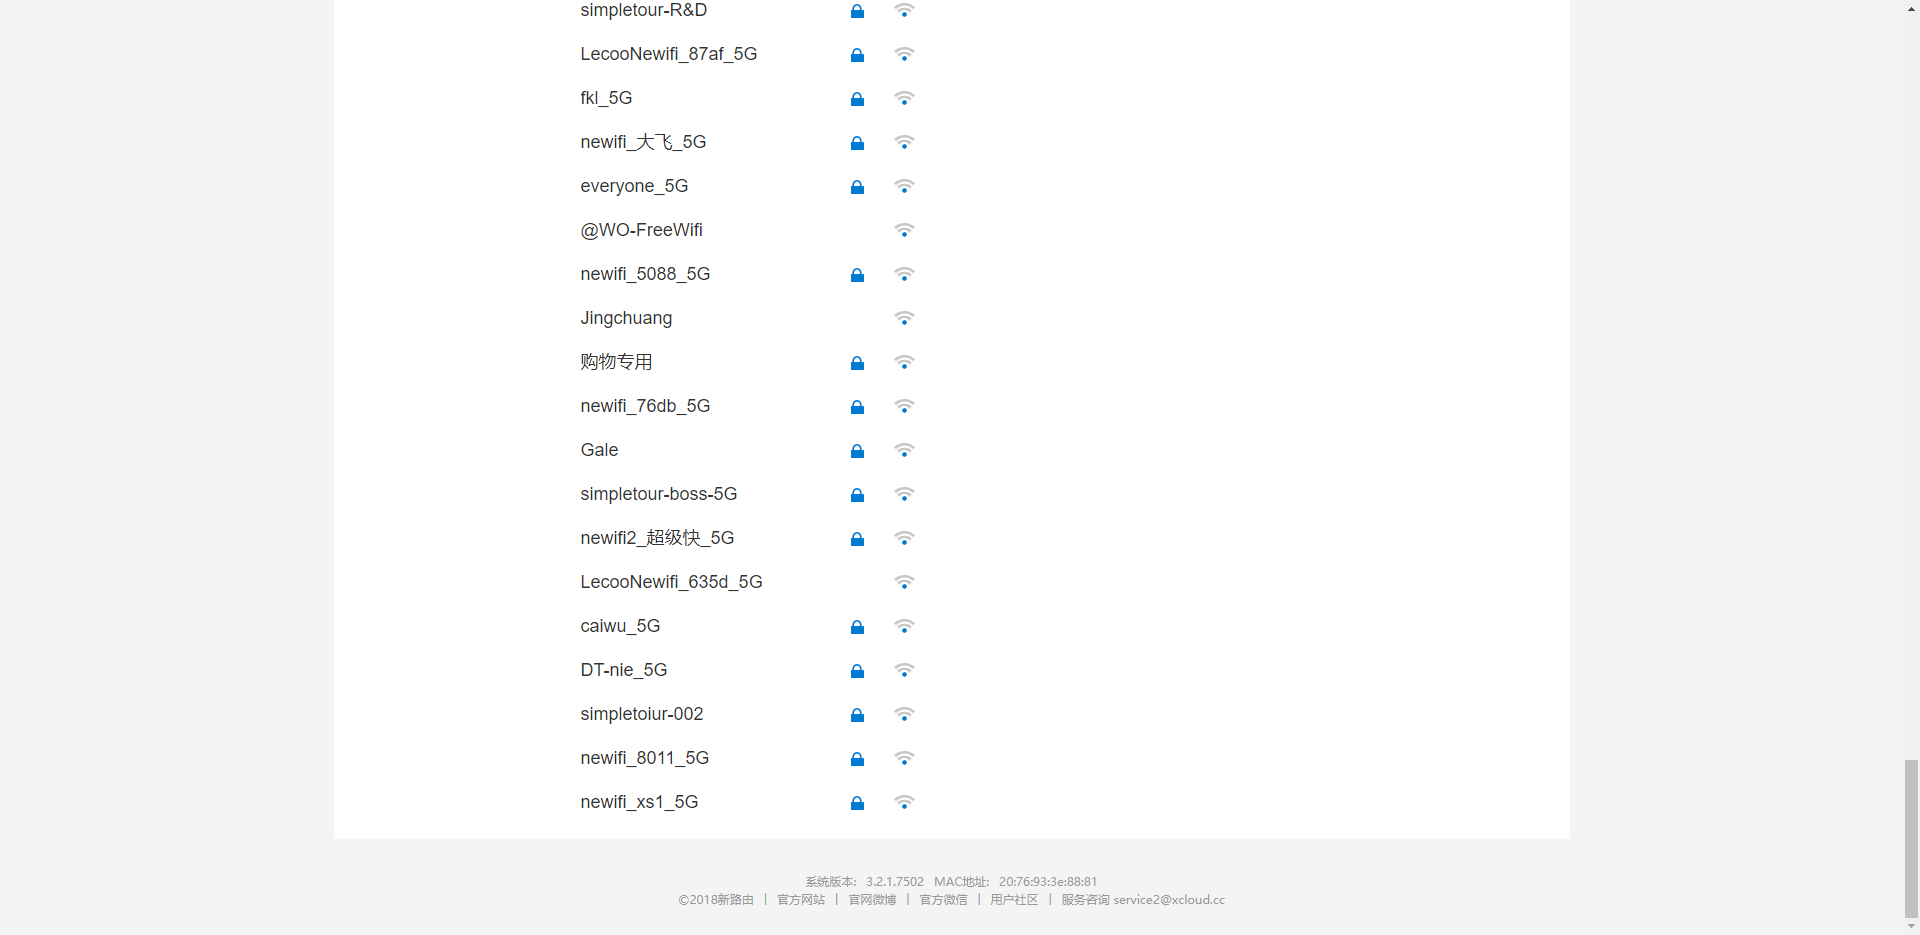 simpletour-R&D
LecooNewifi_87af_5G
fkl_5G
newifi_大飞_5G
everyone_5G
@WO-FreeWifi
newifi_5088_5G
Jingchuang
购物专用
newifi_76db_5G
Gale
simpletour-boss-5G
newifi2_超级快_5G
LecooNewifi_635d_5G
caiwu_5G
DT-nie_5G
simpletoiur-002
newifi_8011_5G
newifi_xs1_5G
系统版本: 3.2.1.7502 MAC地址: 20:76:93:3e:88:81
©2018新路由 | 官方网站 | 官网微博 | 官方微信 | 用户社区 | 服务咨询 service2@xcloud.cc